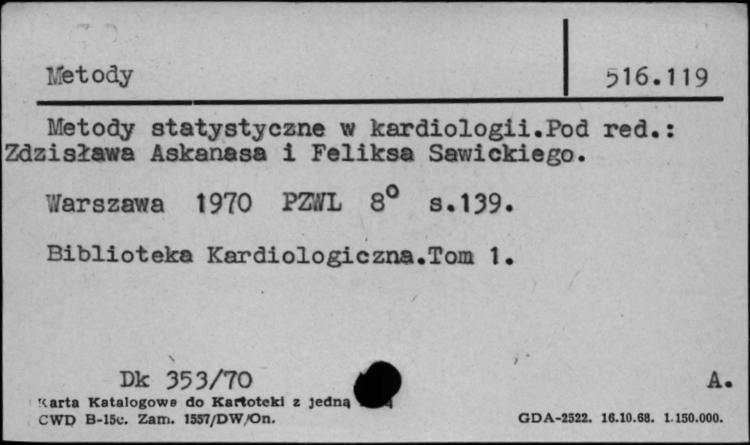 Metody 516.119
Metody statystyczne w kardiologii.Pod red.:
Zdzisława Askanasa i Feliksa Sawickiego.
Warszawa 1970 PZWL 8° s.139.
Biblioteka Kardiologiczna.Tom 1.
Dk 353/70 A.
Karta Katalogowa do Kartoteki z jedną
CWD B-15c. Zam. 1557/DW/On. GDA-2522. 16.10.68. 1.150.000.